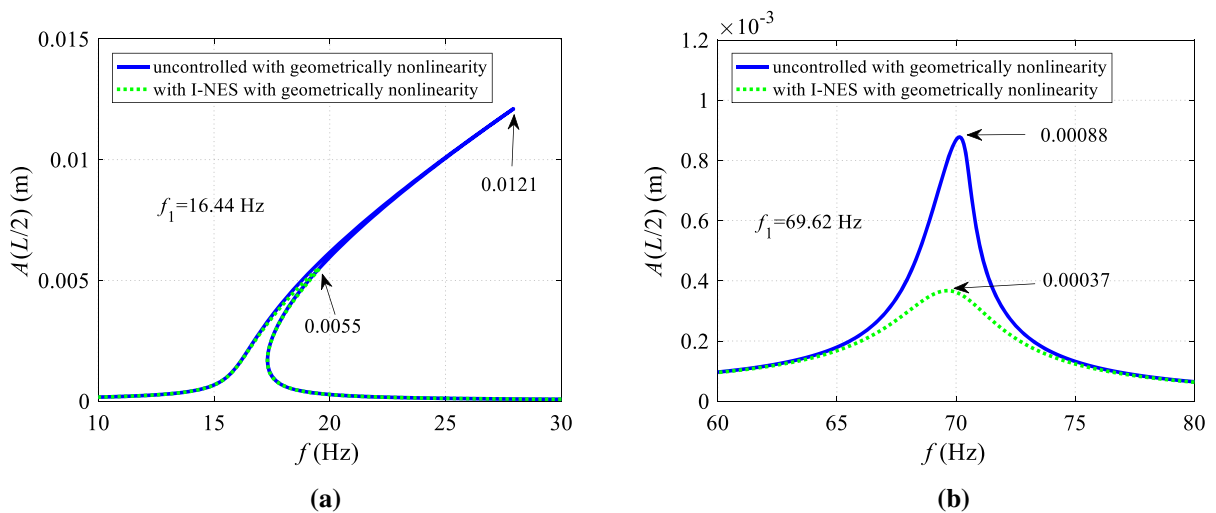 uncontrolled with geometrically nonlinearity
with I-NES with geometrically nonlinearity
0.015
0.01
0.005
0
A(L/2) (m)
0.0121
f₁=16.44 Hz
0.0055
10 15 20 25 30
f (Hz)
(a)
×10⁻³
uncontrolled with geometrically nonlinearity
with I-NES with geometrically nonlinearity
1.2
1
0.8
0.6
0.4
0.2
0
A(L/2) (m)
0.00088
f₁=69.62 Hz
0.00037
60 65 70 75 80
f (Hz)
(b)